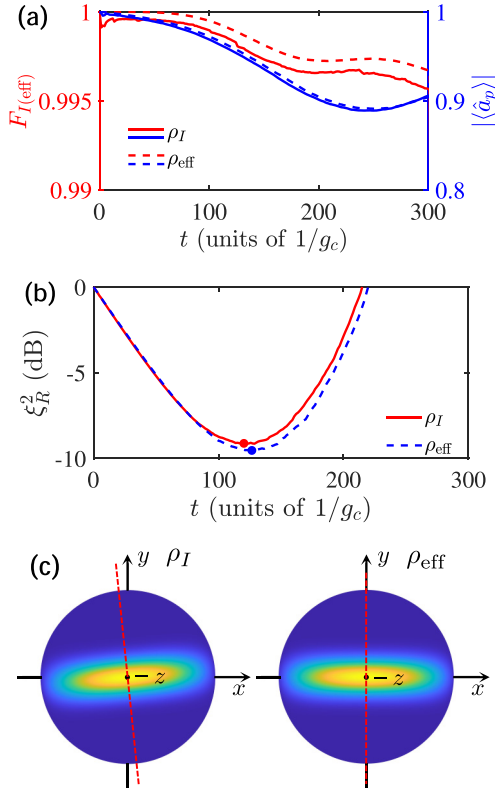 (a)
1
1
0.995
0.9
0.99
0.8
F_{I(eff)}
|⟨â_p⟩|
ρ_I
ρ_eff
0
100
200
300
t (units of 1/g_c)
(b)
0
-5
-10
ξ_R^2 (dB)
ρ_I
ρ_eff
0
100
200
300
t (units of 1/g_c)
(c)
y ρ_I
y ρ_eff
− z
− z
x
x